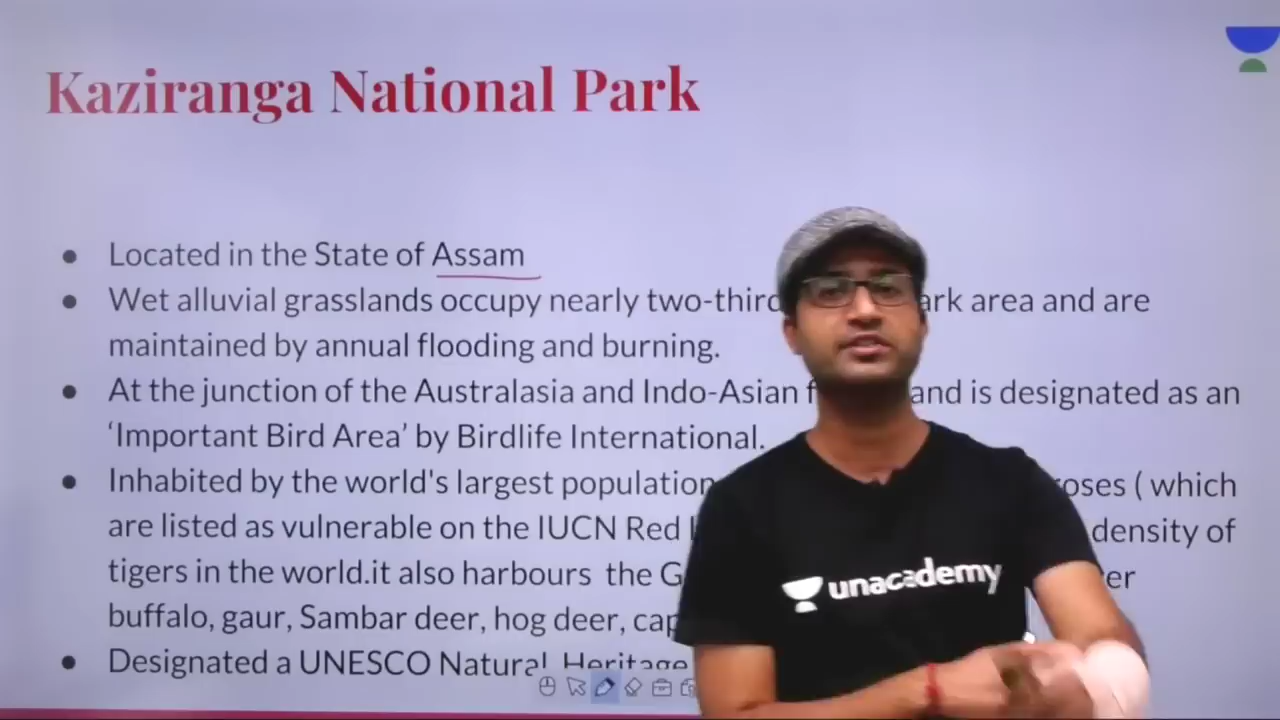 Kaziranga National Park
Located in the State of Assam
Wet alluvial grasslands occupy nearly two-third ark area and are
maintained by annual flooding and burning.
At the junction of the Australasia and Indo-Asian f and is designated as an
‘Important Bird Area’ by Birdlife International.
Inhabited by the world's largest population oses ( which
are listed as vulnerable on the IUCN Red density of
tigers in the world.it also harbours the G er
buffalo, gaur, Sambar deer, hog deer, cap
Designated a UNESCO Natural Heritage
unacademy